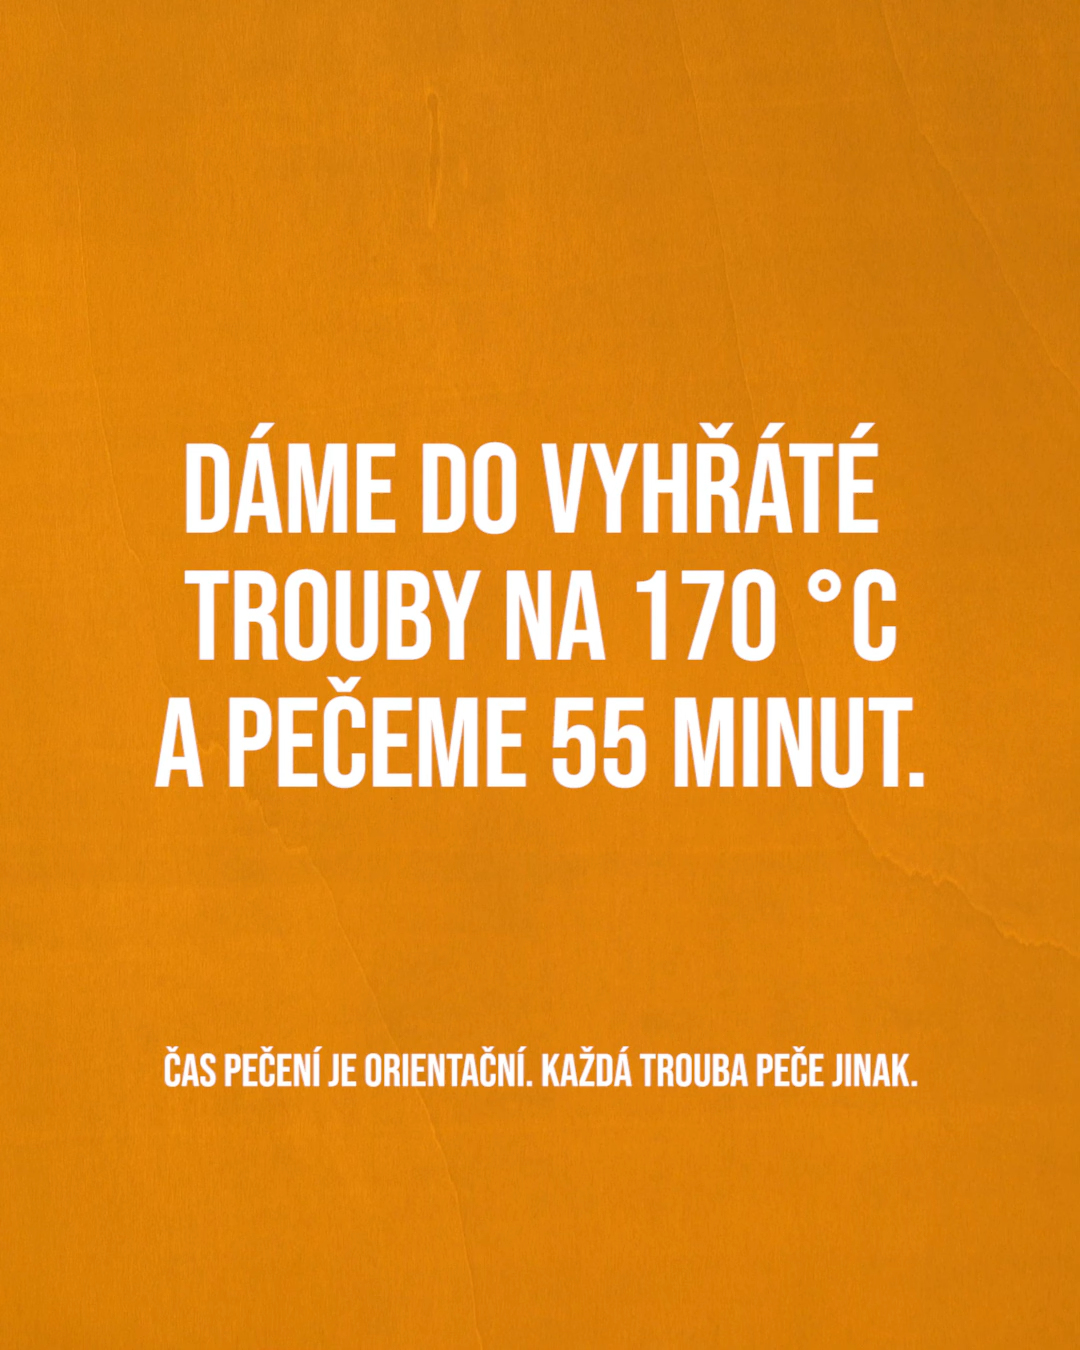 DÁME DO VYHŘÁTÉ
TROUBY NA 170 °C
A PEČEME 55 MINUT.
ČAS PEČENÍ JE ORIENTAČNÍ. KAŽDÁ TROUBA PEČE JINAK.